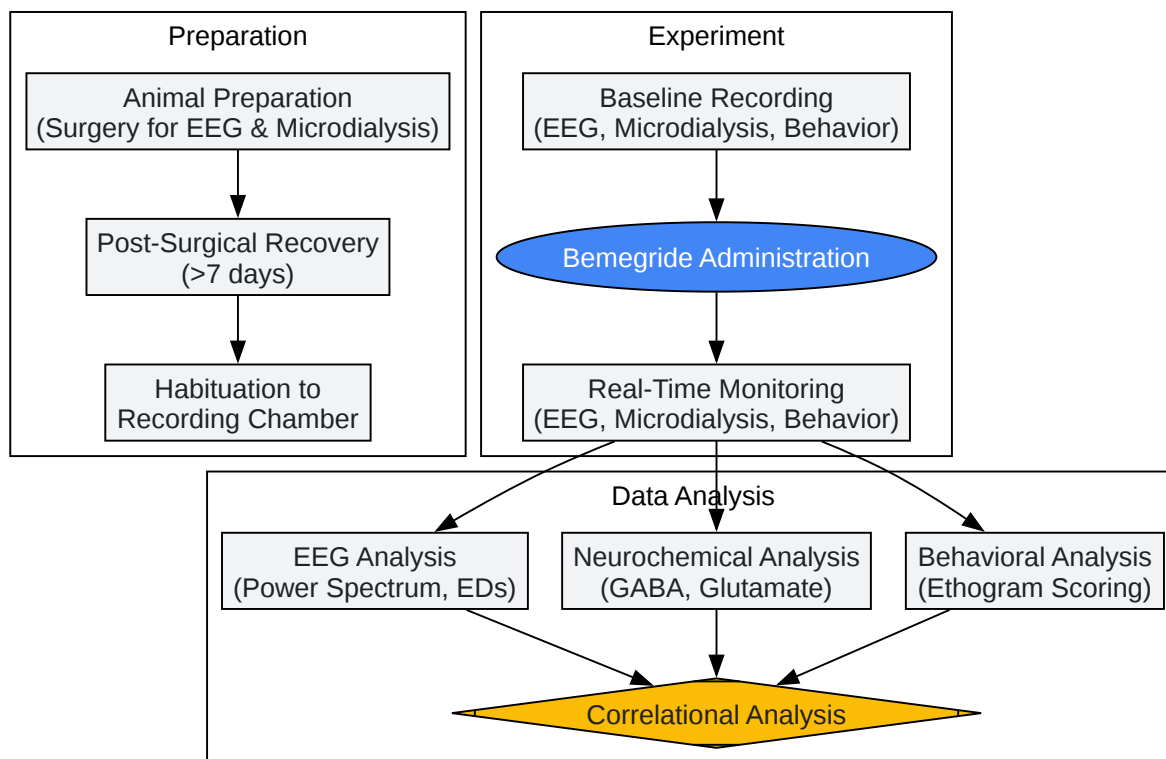 Preparation
Animal Preparation
(Surgery for EEG & Microdialysis)
Post-Surgical Recovery
(>7 days)
Habituation to
Recording Chamber
Experiment
Baseline Recording
(EEG, Microdialysis, Behavior)
Bemegride Administration
Real-Time Monitoring
(EEG, Microdialysis, Behavior)
Data Analysis
EEG Analysis
(Power Spectrum, EDs)
Neurochemical Analysis
(GABA, Glutamate)
Behavioral Analysis
(Ethogram Scoring)
Correlational Analysis